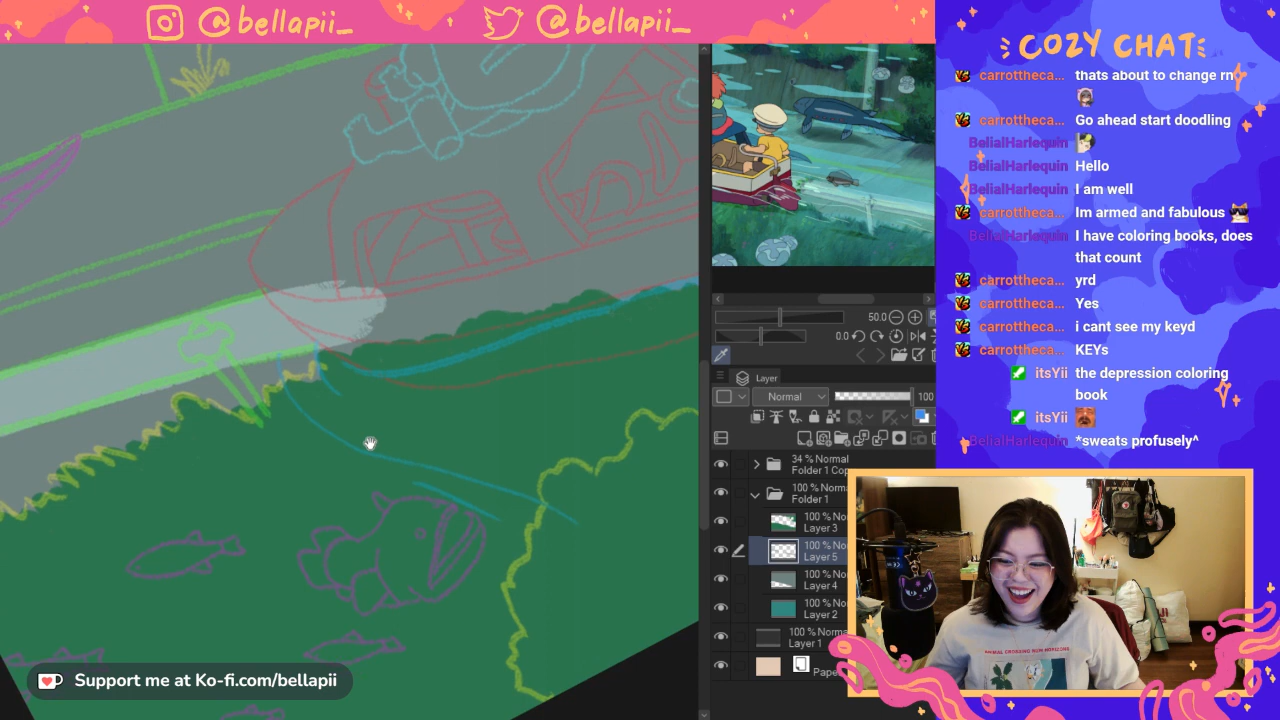 @bellapii_
@bellapii_
COZY CHAT
carrottheca... thats about to change rn
carrottheca... Go ahead start doodling
BelialHarlequin
BelialHarlequin Hello
BelialHarlequin I am well
carrottheca... Im armed and fabulous
BelialHarlequin I have coloring books, does
that count
carrottheca... yrd
carrottheca... Yes
carrottheca... i cant see my keyd
carrottheca... KEYs
itsYii the depression coloring
book
itsYii
BelialHarlequin *sweats profusely^
50.0
0.0
Layer
Normal 100
34 % Norma
Folder 1 Cop
100 % Norma
Folder 1
100 % No
Layer 3
100 % No
Layer 5
100 % No
Layer 4
100 % No
Layer 2
100 % Norma
Layer 1
Pape
Support me at Ko-fi.com/bellapii
ANIMAL CROSSING NEW HORIZONS